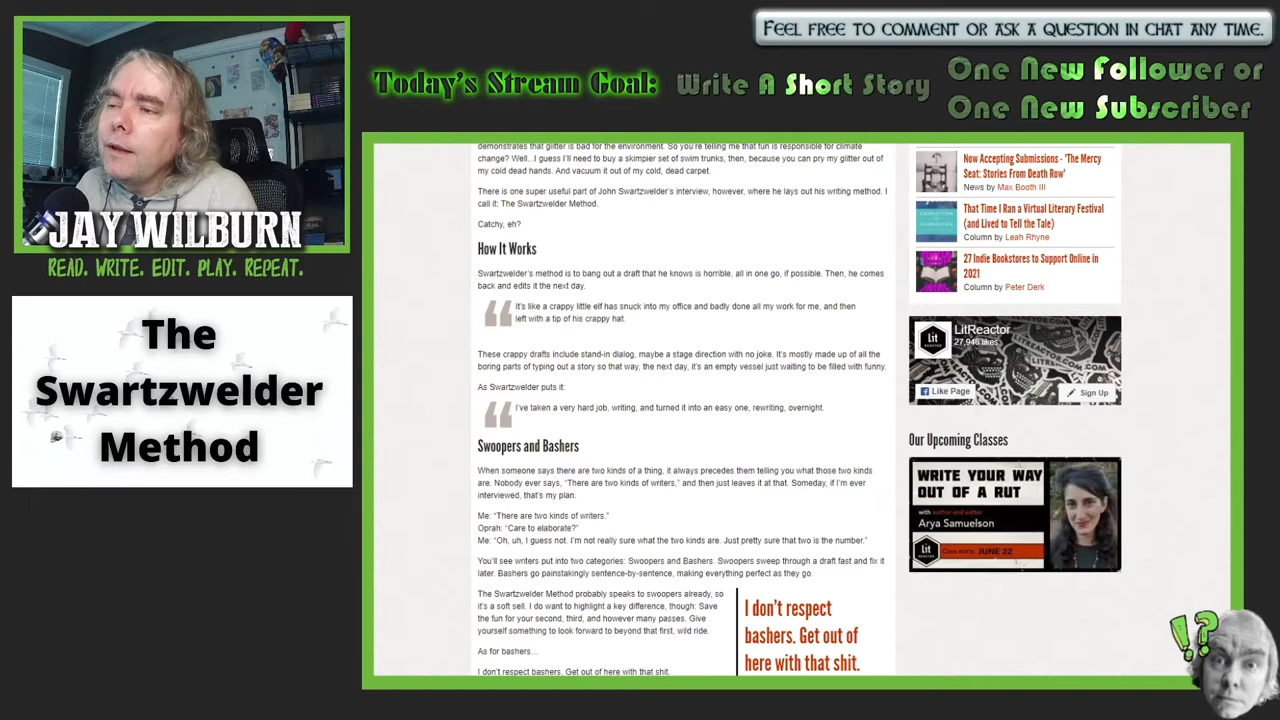 FEEL FREE TO COMMENT OR ASK A QUESTION IN CHAT ANY TIME.
Today's Stream Goal:
Write A Short Story
One New Follower or
One New Subscriber
JAY WILBURN
READ. WRITE. EDIT. PLAY. REPEAT.
The
Swartzwelder
Method
demonstrates that glitter is bad for the environment. So you're telling me that fun is responsible for climate
change? Well...I guess I'll need to buy a skimpier set of swim trunks, then, because you can pry my glitter out of
my cold dead hands. And vacuum it out of my cold, dead carpet.
There is one super useful part of John Swartzwelder's interview, however, where he lays out his writing method. I
call it: The Swartzwelder Method.
Catchy, eh?
How It Works
Swartzwelder's method is to bang out a draft that he knows is horrible, all in one go, if possible. Then, he comes
back and edits it the next day.
It's like a crappy little elf has snuck into my office and badly done all my work for me, and then
left with a tip of his crappy hat.
These crappy drafts include stand-in dialog, maybe a stage direction with no joke. It's mostly made up of all the
boring parts of typing out a story so that way, the next day, it's an empty vessel just waiting to be filled with funny.
As Swartzwelder puts it:
I've taken a very hard job, writing, and turned it into an easy one, rewriting, overnight.
Swoopers and Bashers
When someone says there are two kinds of a thing, it always precedes them telling you what those two kinds
are. Nobody ever says, "There are two kinds of writers," and then just leaves it at that. Someday, if I'm ever
interviewed, that's my plan.
Me: "There are two kinds of writers."
Oprah: "Care to elaborate?"
Me: "Oh, uh, I guess not. I'm not really sure what the two kinds are. Just pretty sure that two is the number."
You'll see writers put into two categories: Swoopers and Bashers. Swoopers sweep through a draft fast and fix it
later. Bashers go painstakingly sentence-by-sentence, making everything perfect as they go.
The Swartzwelder Method probably speaks to swoopers already, so
it's a soft sell. I do want to highlight a key difference, though: Save
the fun for your second, third, and however many passes. Give
yourself something to look forward to beyond that first, wild ride.
As for bashers...
I don't respect bashers. Get out of here with that shit.
I don't respect
bashers. Get out of
here with that shit.
Now Accepting Submissions - 'The Mercy
Seat: Stories From Death Row'
News by Max Booth III
That Time I Ran a Virtual Literary Festival
(and Lived to Tell the Tale)
Column by Leah Rhyne
27 Indie Bookstores to Support Online in
2021
Column by Peter Derk
Lit
LitReactor
27,946 likes
Like Page
Sign Up
Our Upcoming Classes
WRITE YOUR WAY
OUT OF A RUT
with author and editor
Arya Samuelson
Lit
Class starts: JUNE 22
!?